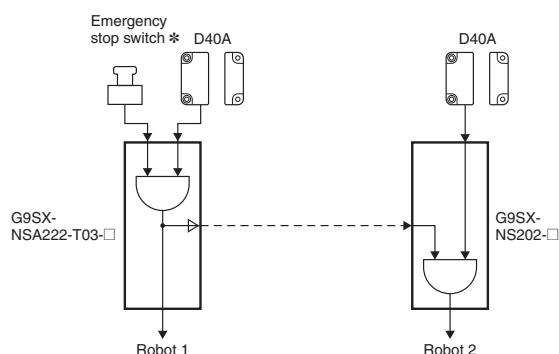 Emergency
stop switch *
D40A
D40A
G9SX-
NSA222-T03-□
G9SX-
NS202-□
Robot 1
Robot 2